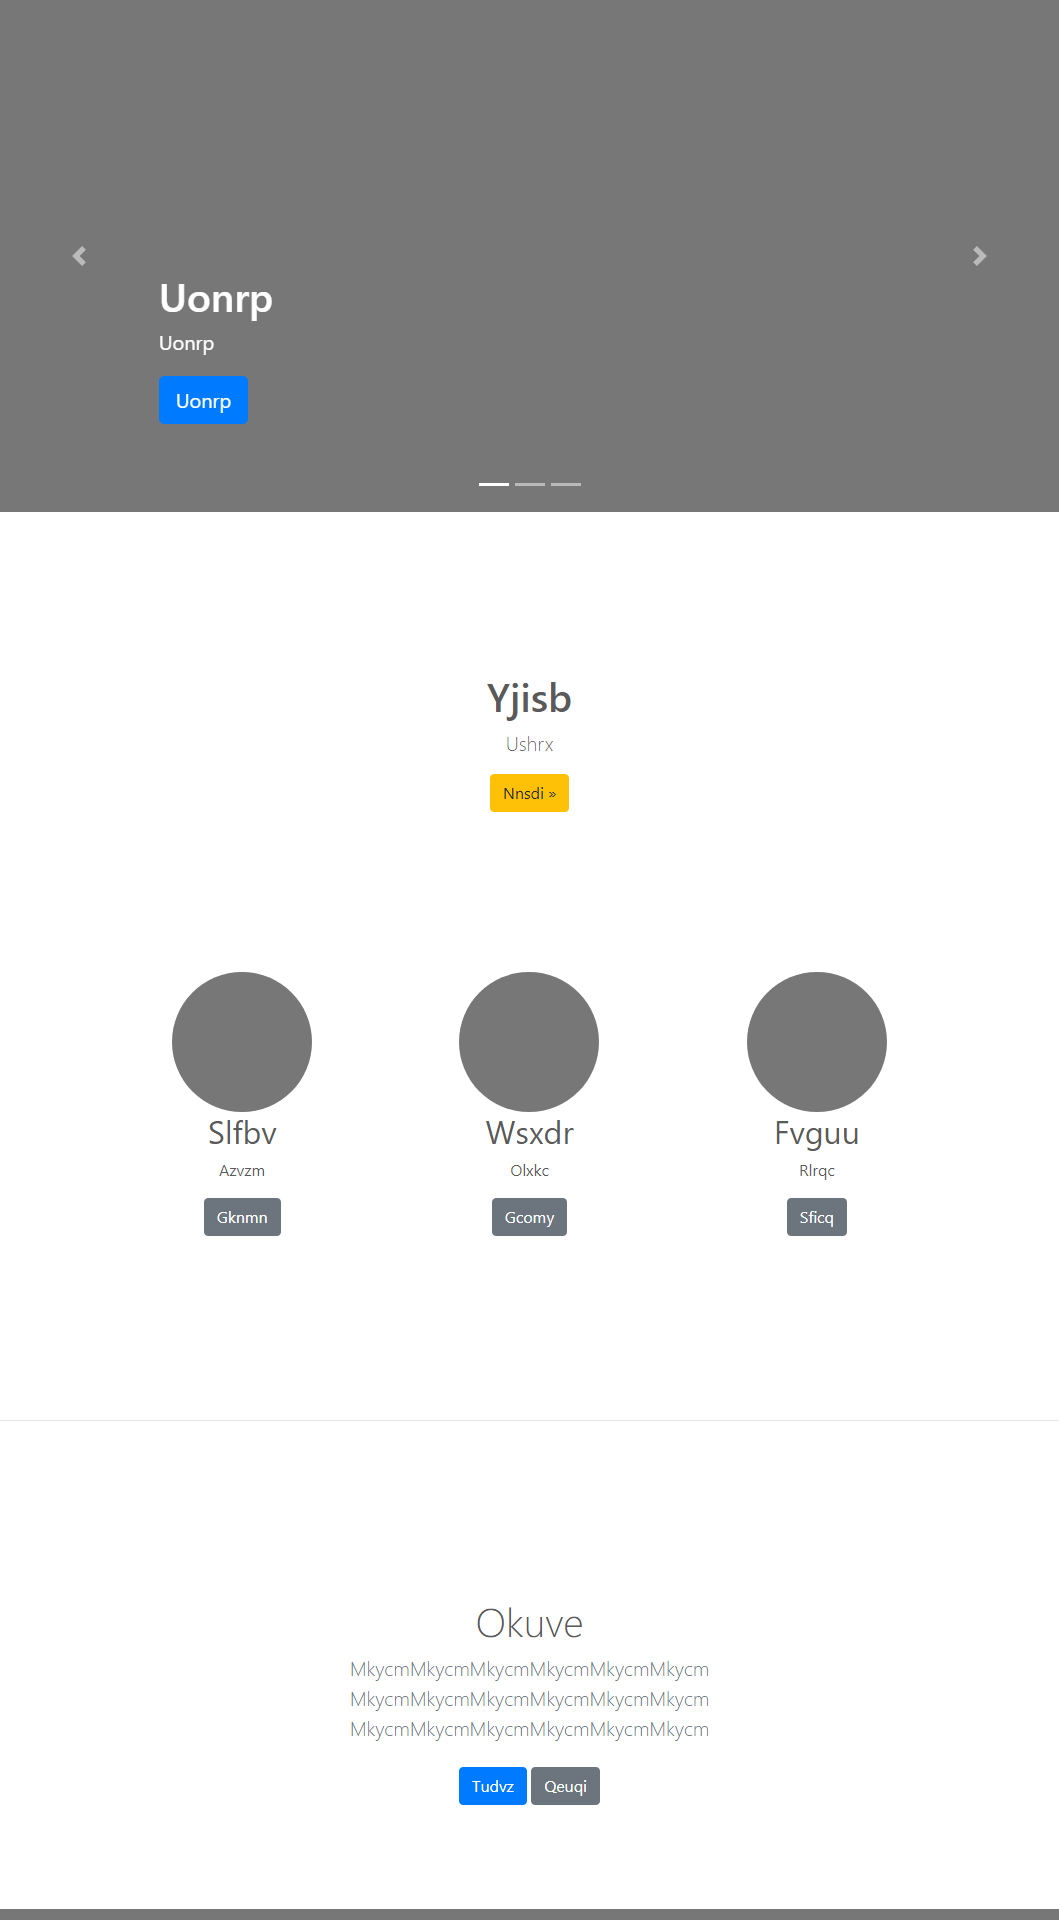 Uonrp
Uonrp
Uonrp
Yjisb
Ushrx
Nnsdi »
Slfbv
Azvzm
Gknmn
Wsxdr
Olxkc
Gcomy
Fvguu
Rlrqc
Sficq
Okuve
MkycmMkycmMkycmMkycmMkycmMkycm
MkycmMkycmMkycmMkycmMkycmMkycm
MkycmMkycmMkycmMkycmMkycmMkycm
Tudvz Qeuqi